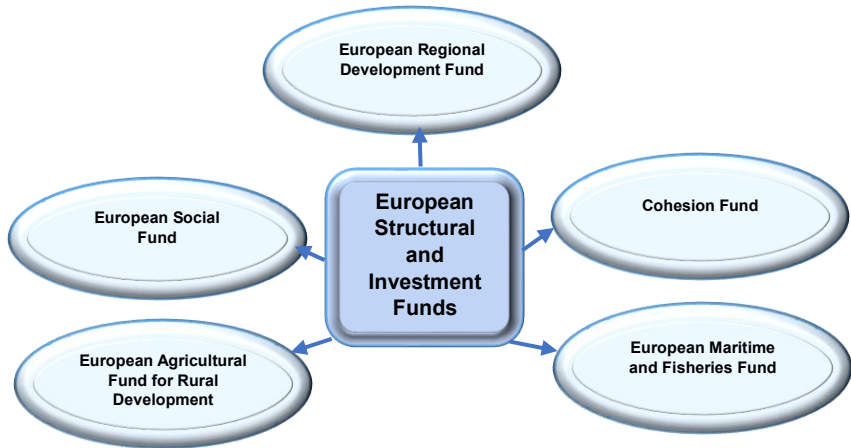 European Regional
Development Fund
European
Structural
and
Investment
Funds
European Social
Fund
Cohesion Fund
European Agricultural
Fund for Rural
Development
European Maritime
and Fisheries Fund